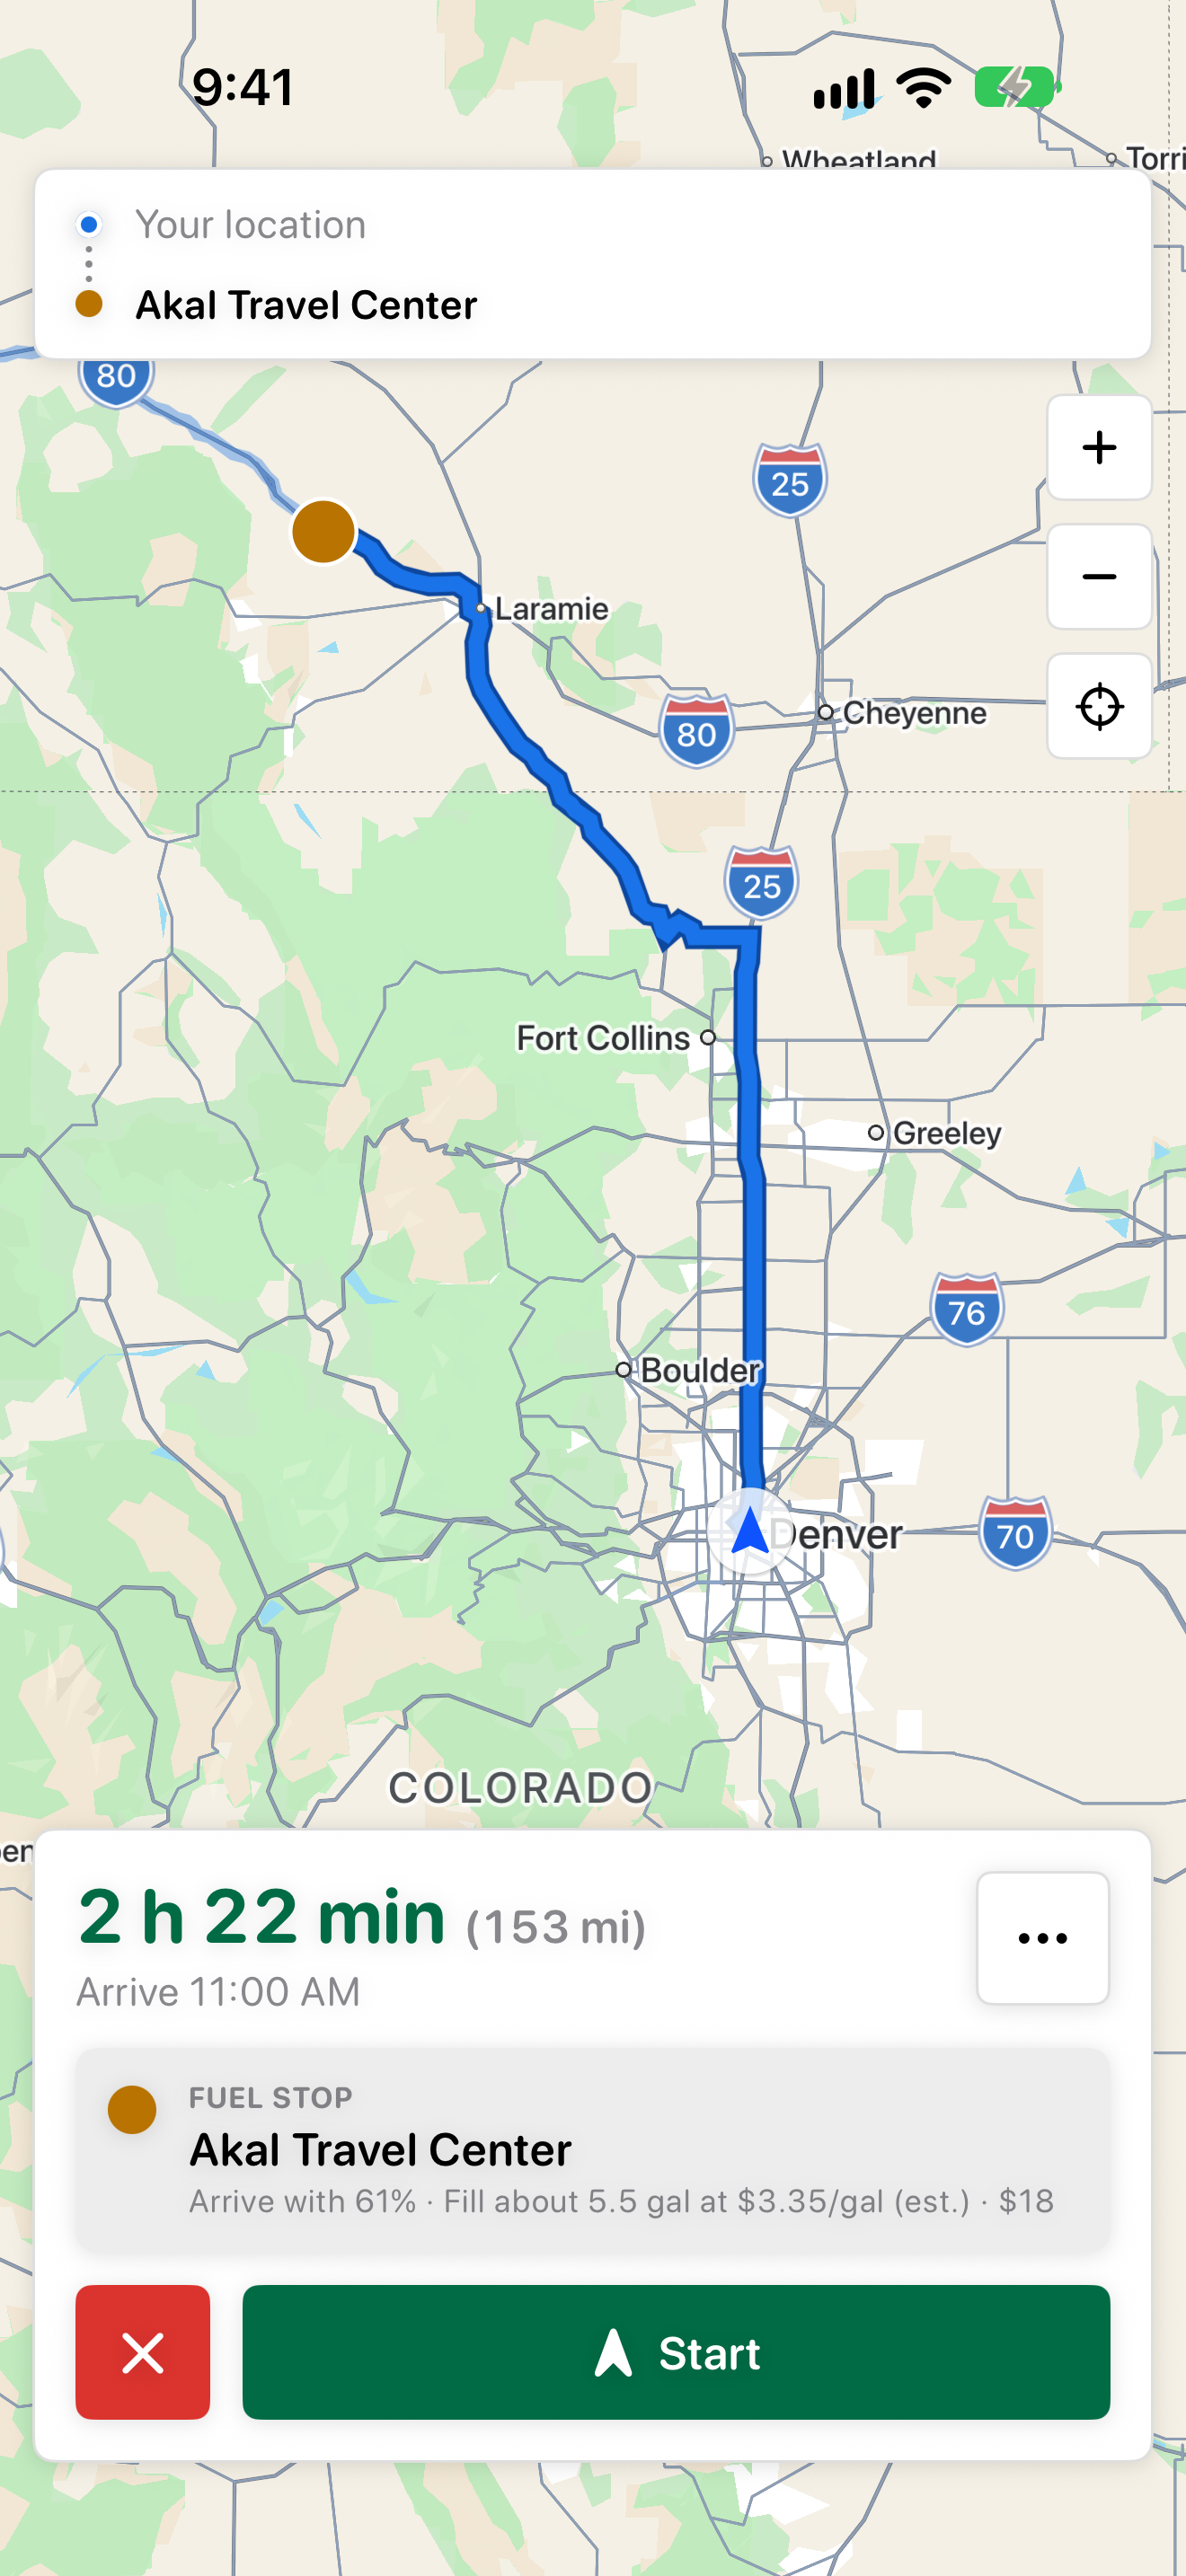 9:41
Wheatland
Your location
Akal Travel Center
80
25
Laramie
80
Cheyenne
25
Fort Collins
Greeley
76
Boulder
Denver
70
COLORADO
2 h 22 min (153 mi)
Arrive 11:00 AM
FUEL STOP
Akal Travel Center
Arrive with 61% · Fill about 5.5 gal at $3.35/gal (est.) · $18
Start